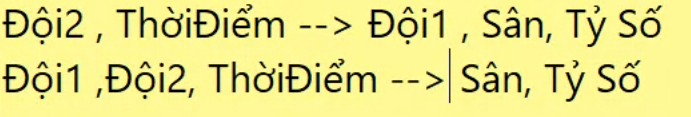 Đội2 , ThờiĐiểm --> Đội1 , Sân, Tỷ Số
Đội1 ,Đội2, ThờiĐiểm --> Sân, Tỷ Số